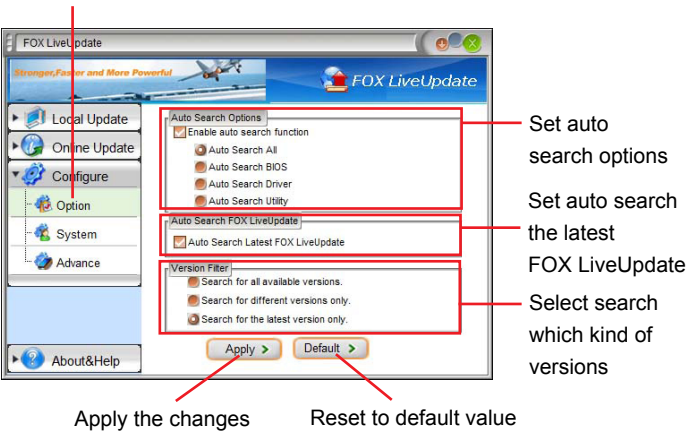 FOX LiveUpdate
Stronger,Faster and More Powerful
FOX LiveUpdate
Local Update
Online Update
Configure
Option
System
Advance
About&Help
Auto Search Options
Enable auto search function
Auto Search All
Auto Search BIOS
Auto Search Driver
Auto Search Utility
Auto Search FOX LiveUpdate
Auto Search Latest FOX LiveUpdate
Version Filter
Search for all available versions.
Search for different versions only.
Search for the latest version only.
Apply
Default
Set auto
search options
Set auto search
the latest
FOX LiveUpdate
Select search
which kind of
versions
Apply the changes
Reset to default value